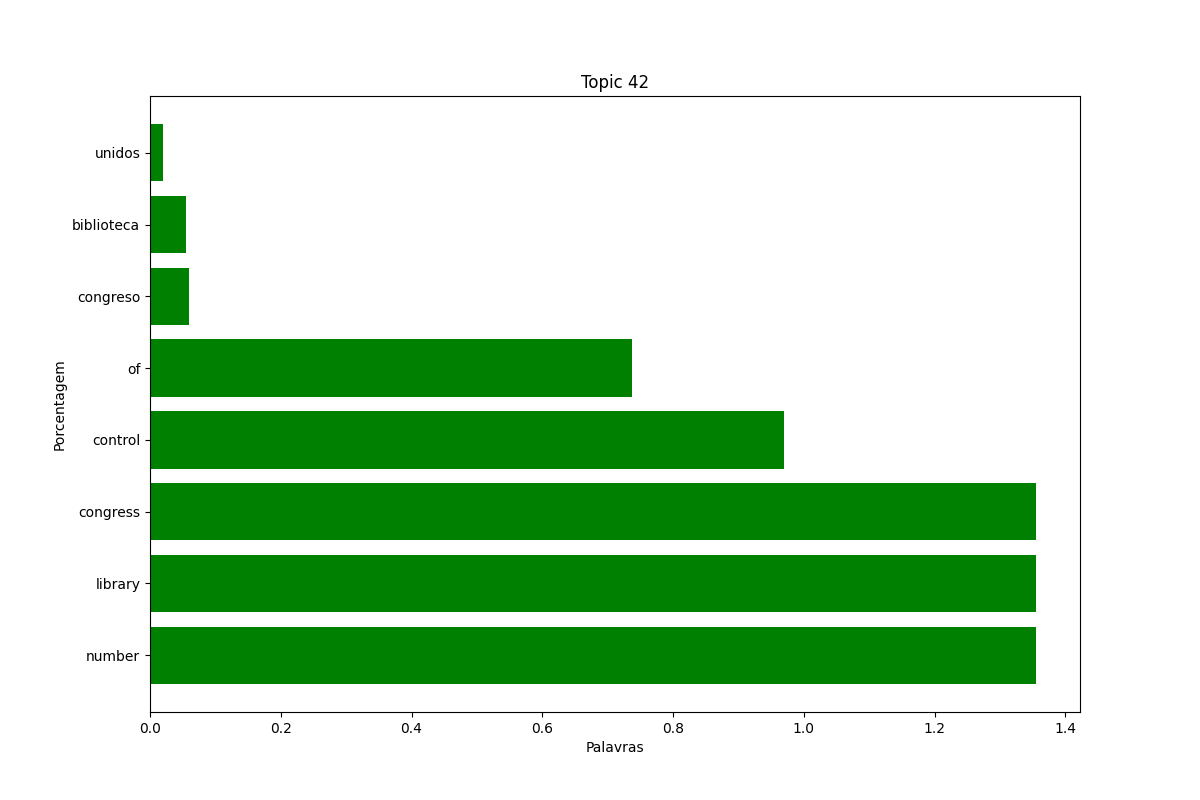 Topic 42
unidos
biblioteca
congreso
of
control
congress
library
number
Porcentagem
0.0 0.2 0.4 0.6 0.8 1.0 1.2 1.4
Palavras